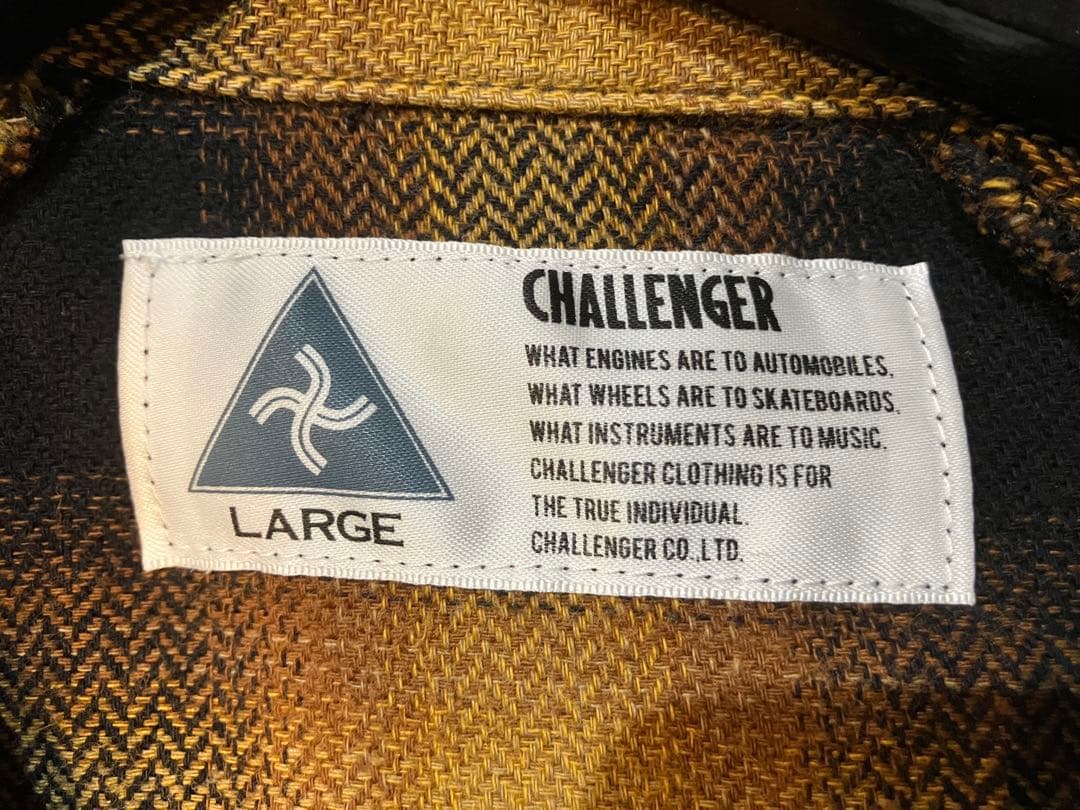 CHALLENGER
WHAT ENGINES ARE TO AUTOMOBILES.
WHAT WHEELS ARE TO SKATEBOARDS.
WHAT INSTRUMENTS ARE TO MUSIC.
CHALLENGER CLOTHING IS FOR
THE TRUE INDIVIDUAL.
CHALLENGER CO.,LTD.
LARGE